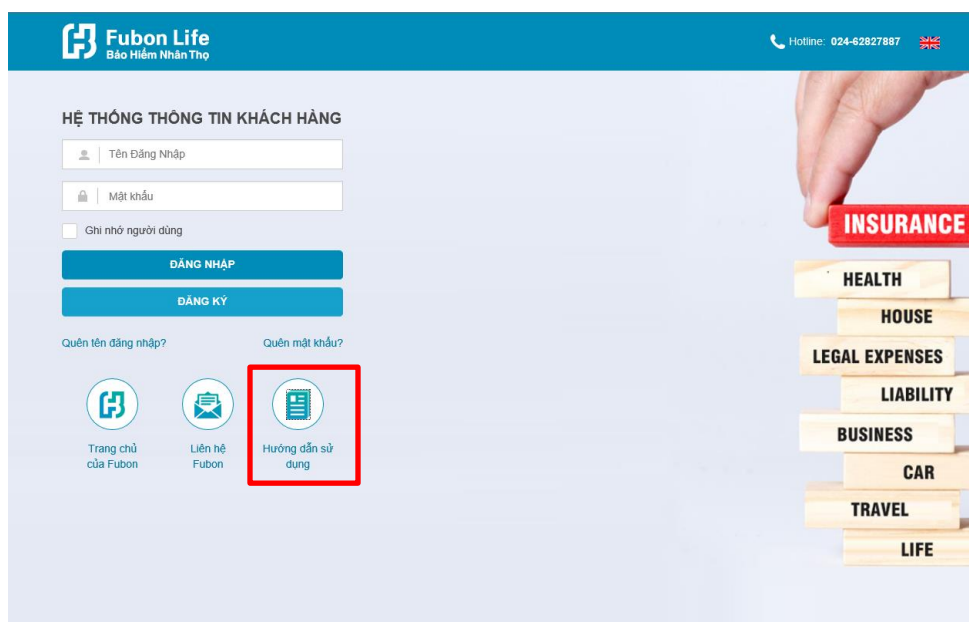 Fubon Life
Bảo Hiểm Nhân Thọ
Hotline: 024-62827887
HỆ THỐNG THÔNG TIN KHÁCH HÀNG
Tên Đăng Nhập
Mật khẩu
Ghi nhớ người dùng
ĐĂNG NHẬP
ĐĂNG KÝ
Quên tên đăng nhập? Quên mật khẩu?
Trang chủ
của Fubon
Liên hệ
Fubon
Hướng dẫn sử
dụng
INSURANCE
HEALTH
HOUSE
LEGAL EXPENSES
LIABILITY
BUSINESS
CAR
TRAVEL
LIFE